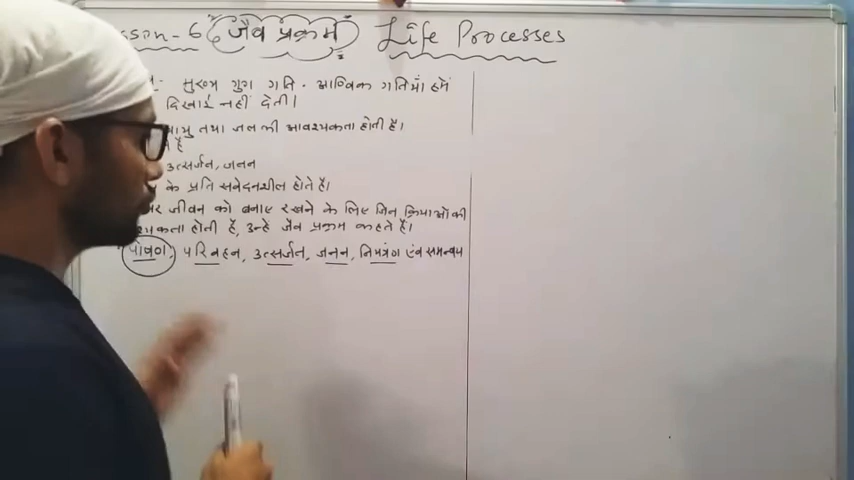 sson-6 जैव प्रक्रम Life Processes
मुख्य गुण गति - आण्विक गतियाँ हमें
दिखाई नहीं देती।
वायु तथा जल की आवश्यकता होती है।
है
उत्सर्जन, जनन
के प्रति संवेदनशील होते है।
जीवन को बनाए रखने के लिए जिन क्रियाओं की
होती है, उन्हे जैव प्रक्रम कहते है।
पोषण, परिवहन, उत्सर्जन, जनन, नियंत्रण एंव समन्वय